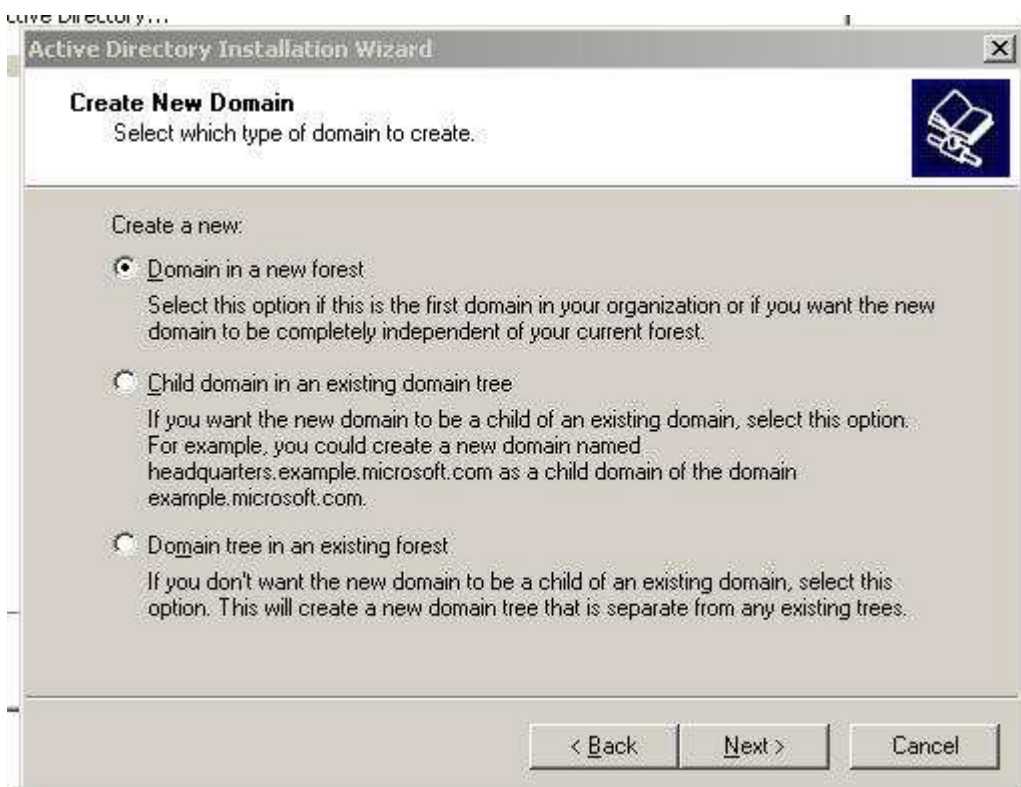 ctive Directory...
Active Directory Installation Wizard
Create New Domain
Select which type of domain to create.
Create a new:
Domain in a new forest
Select this option if this is the first domain in your organization or if you want the new
domain to be completely independent of your current forest.
Child domain in an existing domain tree
If you want the new domain to be a child of an existing domain, select this option.
For example, you could create a new domain named
headquarters.example.microsoft.com as a child domain of the domain
example.microsoft.com.
Domain tree in an existing forest
If you don't want the new domain to be a child of an existing domain, select this
option. This will create a new domain tree that is separate from any existing trees.
< Back Next > Cancel